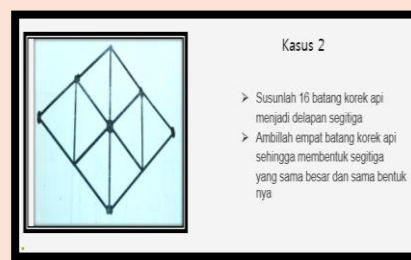 Kasus 2
➤ Susunlah 16 batang korek api
menjadi delapan segitiga
➤ Ambillah empat batang korek api
sehingga membentuk segitiga
yang sama besar dan sama bentuk
nya